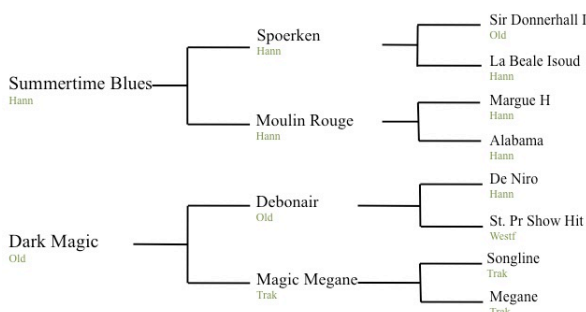 Sir Donnerhall I
Old
Spoerken
Hann
La Beale Isoud
Hann
Summertime Blues
Hann
Margue H
Hann
Moulin Rouge
Hann
Alabama
Hann
De Niro
Hann
Debonair
Old
St. Pr Show Hit
Westf
Dark Magic
Old
Songline
Trak
Magic Megane
Trak
Megane
Trak